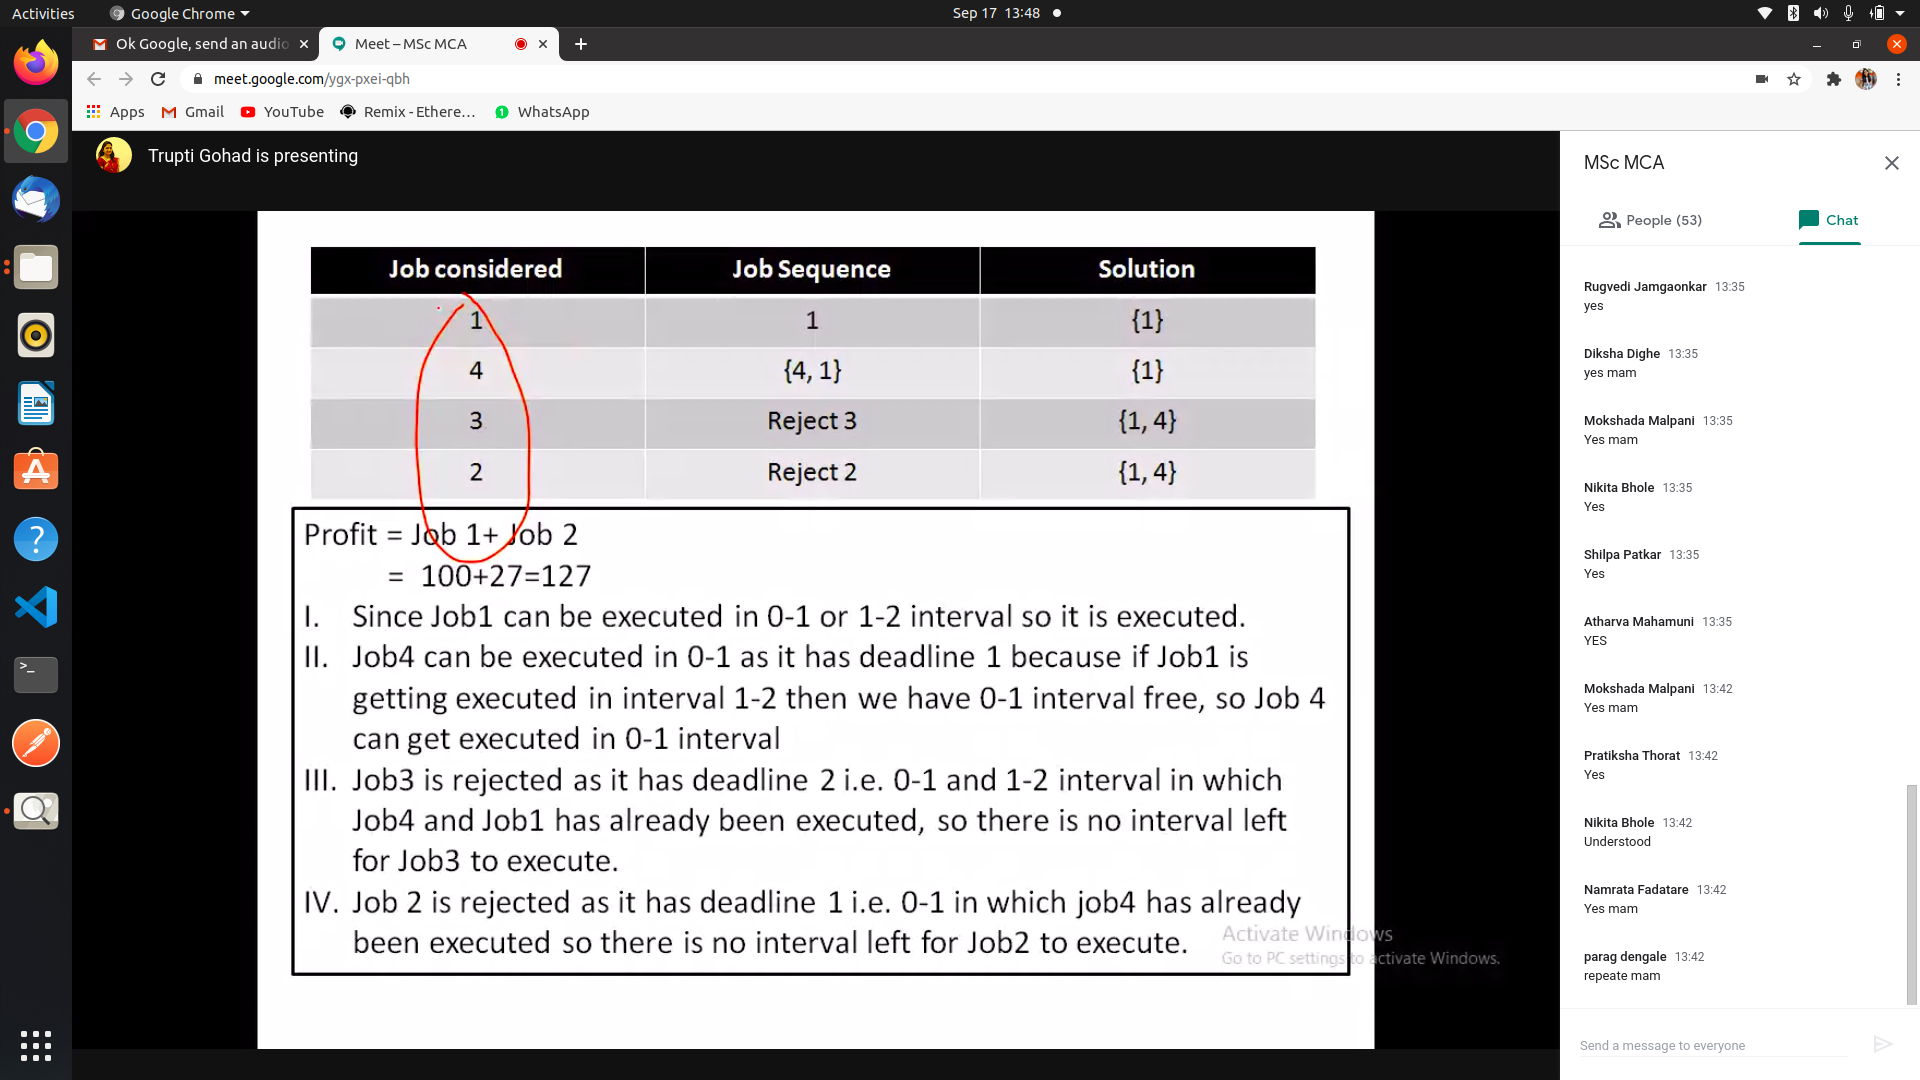 Activities
Google Chrome
Sep 17 13:48
Ok Google, send an audio
Meet – MSc MCA
meet.google.com/ygx-pxei-qbh
Apps
Gmail
YouTube
Remix - Ethere...
WhatsApp
Trupti Gohad is presenting
Job considered Job Sequence Solution
1 1 {1}
4 {4, 1} {1}
3 Reject 3 {1, 4}
2 Reject 2 {1, 4}
Profit = Job 1+ Job 2
= 100+27=127
I. Since Job1 can be executed in 0-1 or 1-2 interval so it is executed.
II. Job4 can be executed in 0-1 as it has deadline 1 because if Job1 is
getting executed in interval 1-2 then we have 0-1 interval free, so Job 4
can get executed in 0-1 interval
III. Job3 is rejected as it has deadline 2 i.e. 0-1 and 1-2 interval in which
Job4 and Job1 has already been executed, so there is no interval left
for Job3 to execute.
IV. Job 2 is rejected as it has deadline 1 i.e. 0-1 in which job4 has already
been executed so there is no interval left for Job2 to execute.
Activate Windows
Go to PC settings to activate Windows.
MSc MCA
People (53)
Chat
Rugvedi Jamgaonkar 13:35
yes
Diksha Dighe 13:35
yes mam
Mokshada Malpani 13:35
Yes mam
Nikita Bhole 13:35
Yes
Shilpa Patkar 13:35
Yes
Atharva Mahamuni 13:35
YES
Mokshada Malpani 13:42
Yes mam
Pratiksha Thorat 13:42
Yes
Nikita Bhole 13:42
Understood
Namrata Fadatare 13:42
Yes mam
parag dengale 13:42
repeate mam
Send a message to everyone